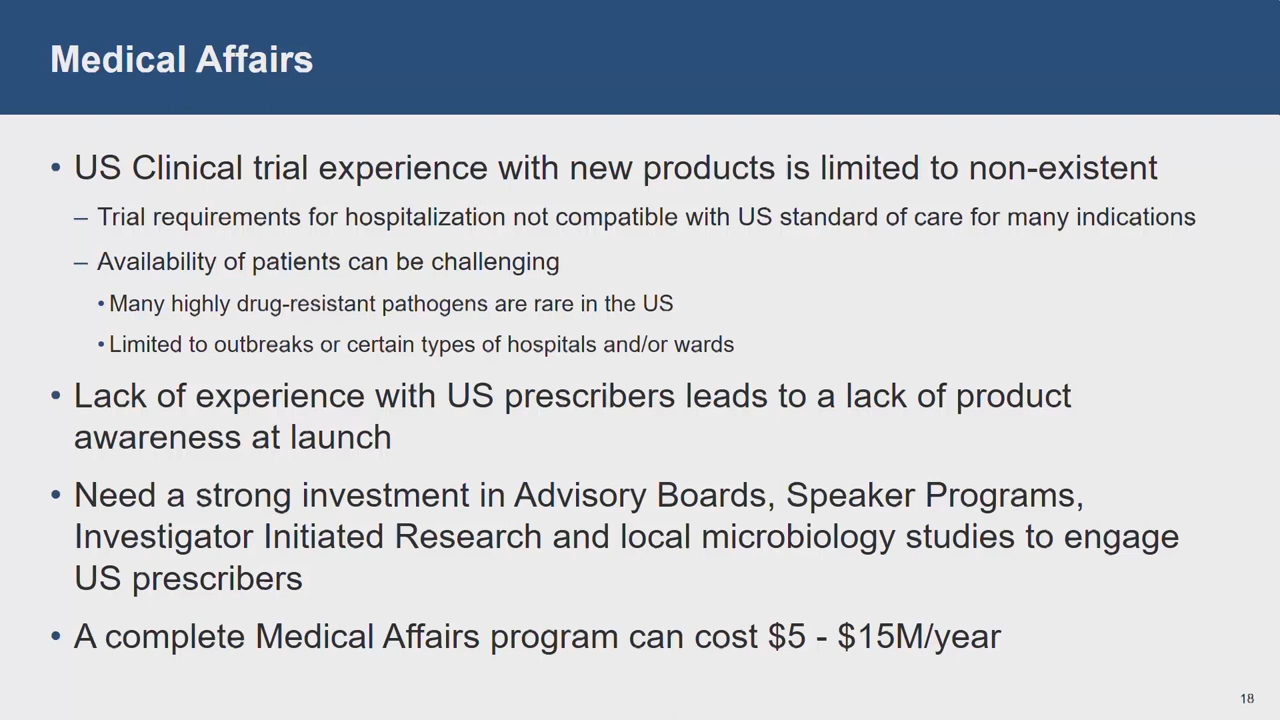 Medical Affairs
• US Clinical trial experience with new products is limited to non-existent
– Trial requirements for hospitalization not compatible with US standard of care for many indications
– Availability of patients can be challenging
• Many highly drug-resistant pathogens are rare in the US
• Limited to outbreaks or certain types of hospitals and/or wards
• Lack of experience with US prescribers leads to a lack of product
awareness at launch
• Need a strong investment in Advisory Boards, Speaker Programs,
Investigator Initiated Research and local microbiology studies to engage
US prescribers
• A complete Medical Affairs program can cost $5 - $15M/year
18